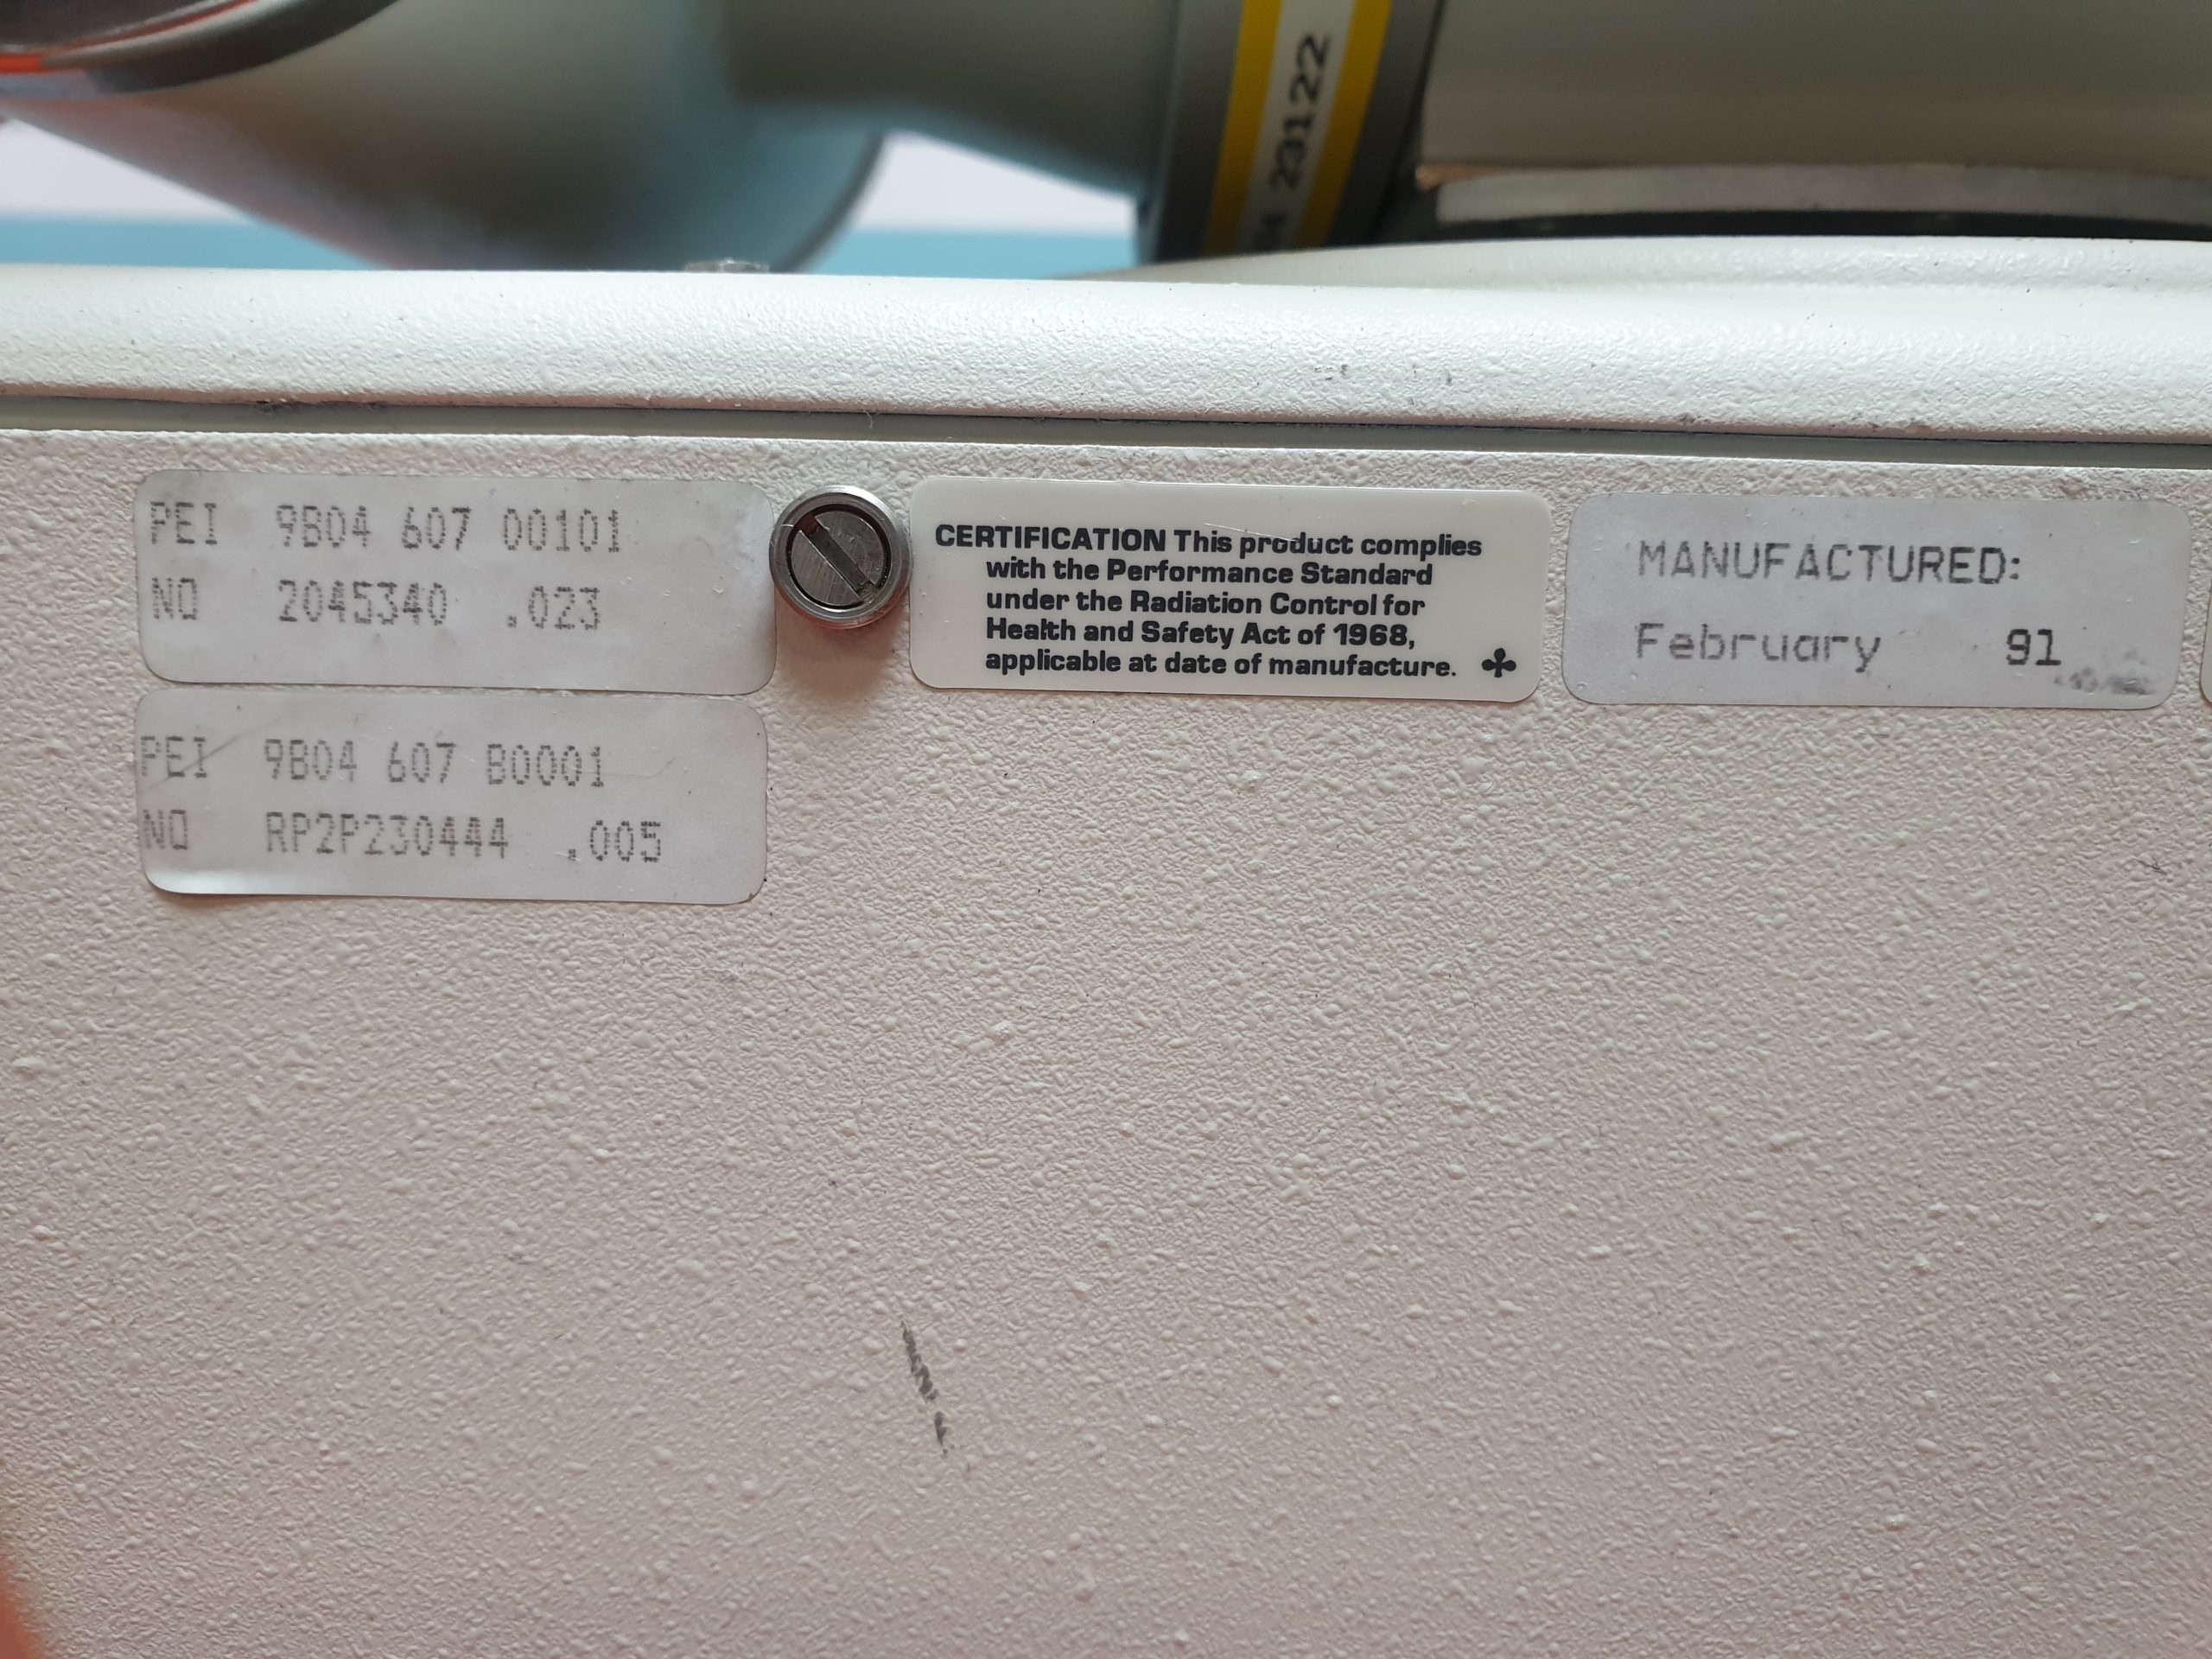 23122
PEI 9B04 607 00101
NO 2045340 .023
CERTIFICATION This product complies
with the Performance Standard
under the Radiation Control for
Health and Safety Act of 1968,
applicable at date of manufacture.
MANUFACTURED:
February 91
PEI 9B04 607 B0001
NO RP2P230444 .005